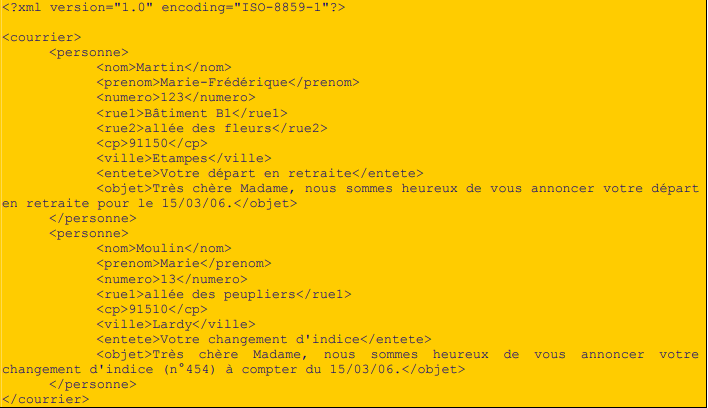 <?xml version="1.0" encoding="ISO-8859-1"?>
<courrier>
<personne>
<nom>Martin</nom>
<prenom>Marie-Frédérique</prenom>
<numero>123</numero>
<rue1>Bâtiment B1</rue1>
<rue2>allée des fleurs</rue2>
<cp>91150</cp>
<ville>Etampes</ville>
<entete>Votre départ en retraite</entete>
<objet>Très chère Madame, nous sommes heureux de vous annoncer votre départ
en retraite pour le 15/03/06.</objet>
</personne>
<personne>
<nom>Moulin</nom>
<prenom>Marie</prenom>
<numero>13</numero>
<rue1>allée des peupliers</rue1>
<cp>91510</cp>
<ville>Lardy</ville>
<entete>Votre changement d'indice</entete>
<objet>Très chère Madame, nous sommes heureux de vous annoncer votre
changement d'indice (n°454) à compter du 15/03/06.</objet>
</personne>
</courrier>